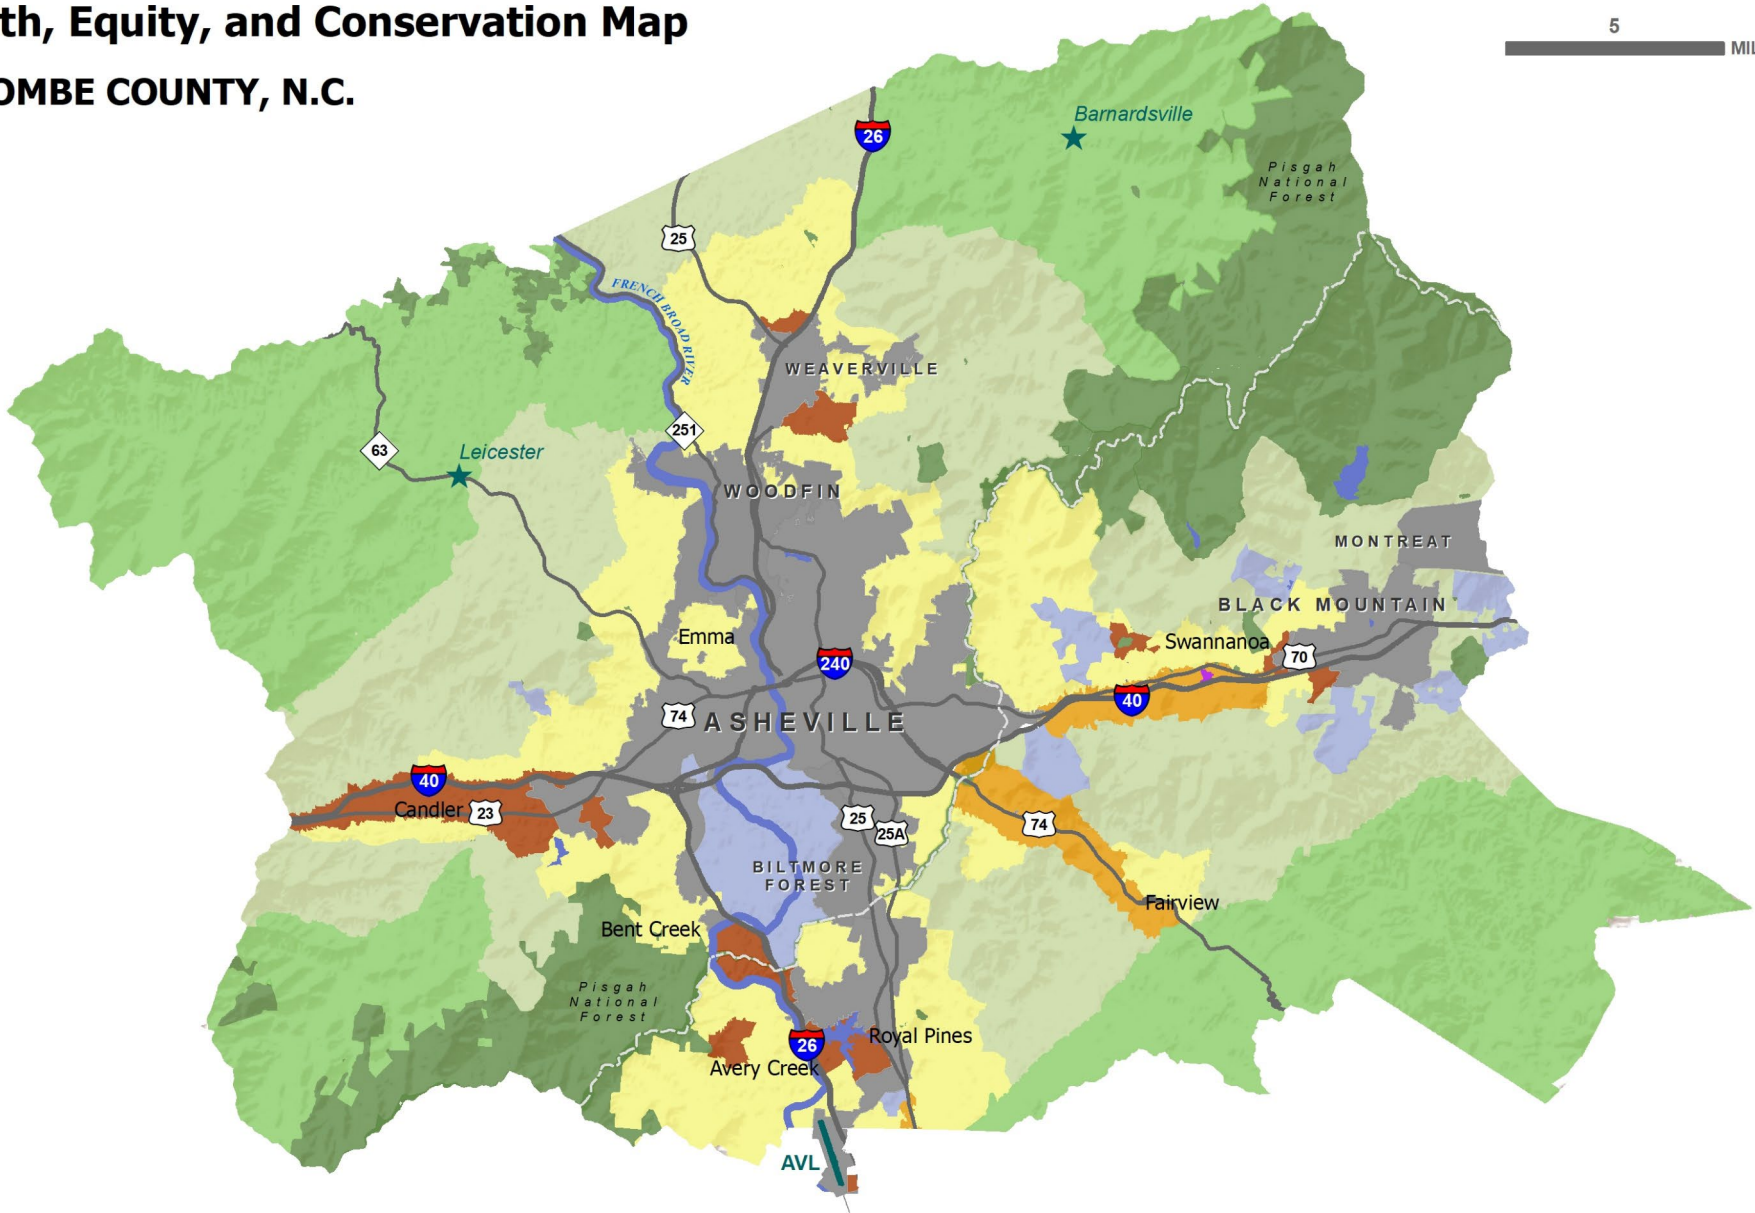 th, Equity, and Conservation Map
OMBE COUNTY, N.C.
5
MIL
26
Barnardsville
Pisgah
National
Forest
25
FRENCH BROAD RIVER
WEAVERVILLE
251
63
Leicester
WOODFIN
MONTREAT
BLACK MOUNTAIN
Emma
Swannanoa
70
240
40
74
ASHEVILLE
40
Candler
23
25
25A
74
BILTMORE
FOREST
Fairview
Bent Creek
Pisgah
National
Forest
Royal Pines
26
Avery Creek
AVL